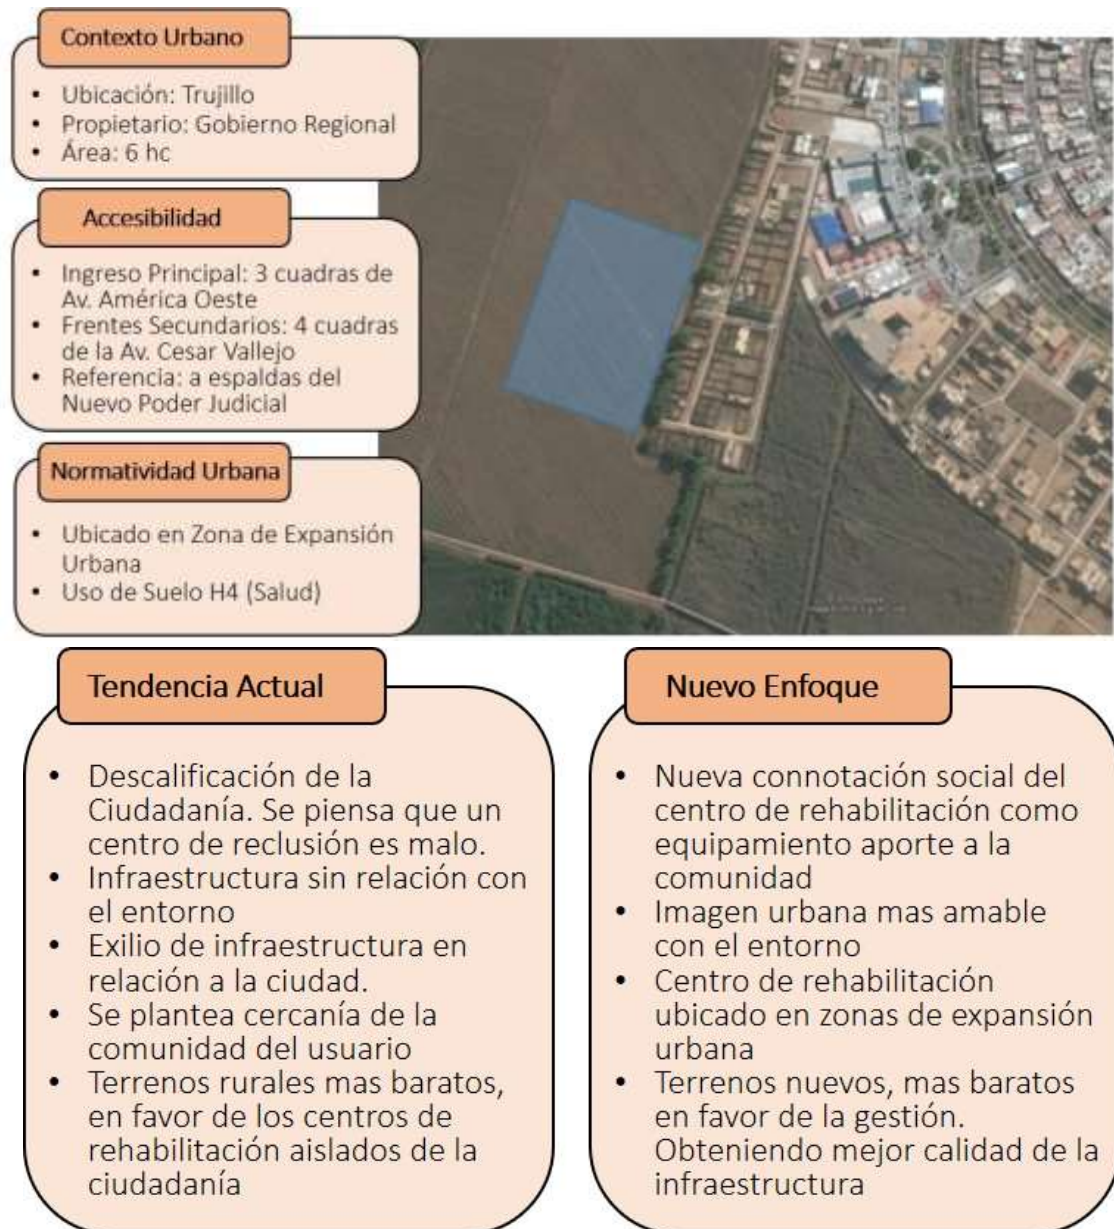 Contexto Urbano
• Ubicación: Trujillo
• Propietario: Gobierno Regional
• Área: 6 hc
Accesibilidad
• Ingreso Principal: 3 cuadras de
Av. América Oeste
• Frentes Secundarios: 4 cuadras
de la Av. Cesar Vallejo
• Referencia: a espaldas del
Nuevo Poder Judicial
Normatividad Urbana
• Ubicado en Zona de Expansión
Urbana
• Uso de Suelo H4 (Salud)
Tendencia Actual
• Descalificación de la
Ciudadanía. Se piensa que un
centro de reclusión es malo.
• Infraestructura sin relación con
el entorno
• Exilio de infraestructura en
relación a la ciudad.
• Se plantea cercanía de la
comunidad del usuario
• Terrenos rurales mas baratos,
en favor de los centros de
rehabilitación aislados de la
ciudadanía
Nuevo Enfoque
• Nueva connotación social del
centro de rehabilitación como
equipamiento aporte a la
comunidad
• Imagen urbana mas amable
con el entorno
• Centro de rehabilitación
ubicado en zonas de expansión
urbana
• Terrenos nuevos, mas baratos
en favor de la gestión.
Obteniendo mejor calidad de la
infraestructura